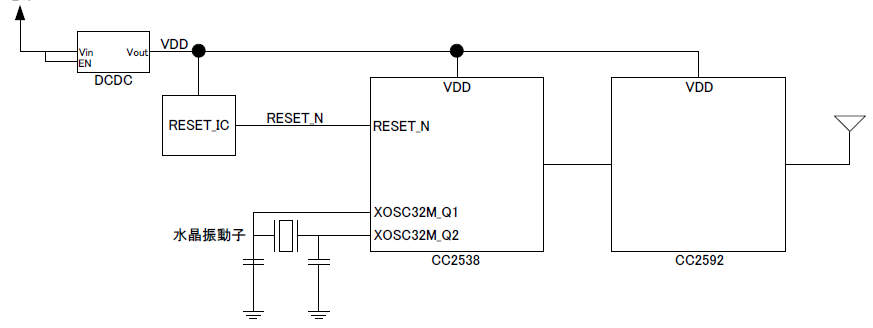 VDD
Vin
Vout
EN
DCDC
VDD
VDD
RESET_IC
RESET_N
RESET_N
XOSC32M_Q1
水晶振動子
XOSC32M_Q2
CC2538
CC2592